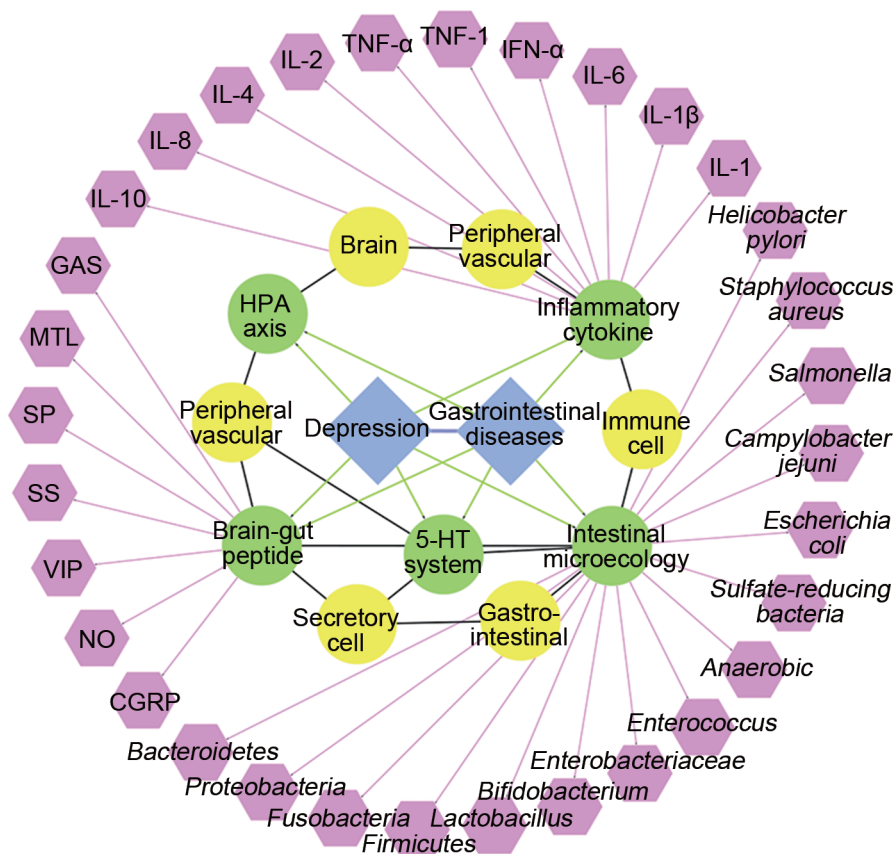 TNF-α
TNF-1
IFN-α
IL-2
IL-6
IL-4
IL-1β
IL-8
IL-1
IL-10
Helicobacter
pylori
Brain
Peripheral
vascular
GAS
Staphylococcus
aureus
HPA
axis
Inflammatory
cytokine
MTL
Salmonella
SP
Peripheral
vascular
Depression
Gastrointestinal
diseases
Immune
cell
Campylobacter
jejuni
SS
Brain-gut
peptide
5-HT
system
Intestinal
microecology
Escherichia
coli
VIP
Sulfate-reducing
bacteria
NO
Secretory
cell
Gastro-
intestinal
Anaerobic
CGRP
Enterococcus
Bacteroidetes
Enterobacteriaceae
Proteobacteria
Bifidobacterium
Fusobacteria
Lactobacillus
Firmicutes